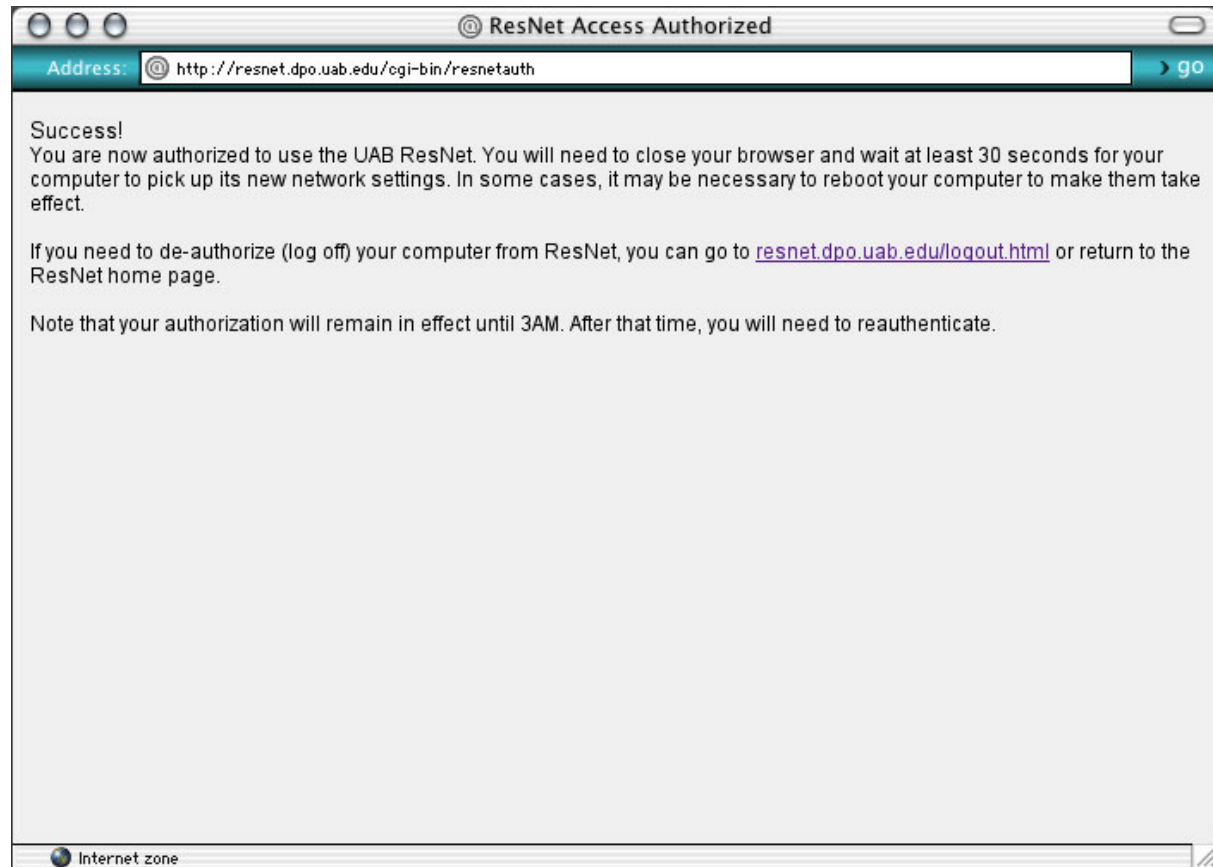 @ ResNet Access Authorized
Address: @ http://resnet.dpo.uab.edu/cgi-bin/resnetauth › go
Success!
You are now authorized to use the UAB ResNet. You will need to close your browser and wait at least 30 seconds for your
computer to pick up its new network settings. In some cases, it may be necessary to reboot your computer to make them take
effect.
If you need to de-authorize (log off) your computer from ResNet, you can go to resnet.dpo.uab.edu/logout.html or return to the
ResNet home page.
Note that your authorization will remain in effect until 3AM. After that time, you will need to reauthenticate.
Internet zone